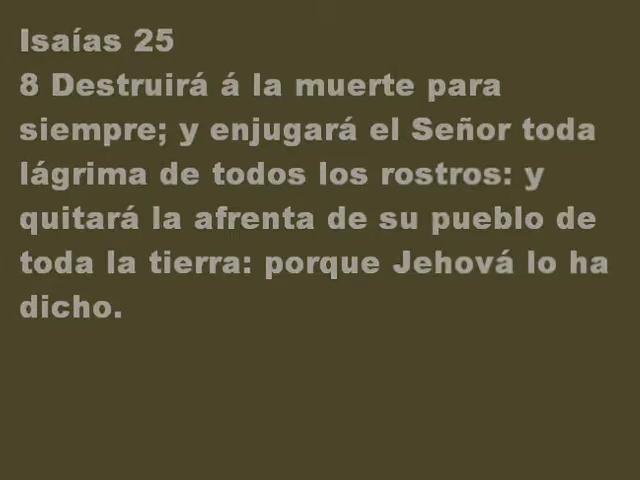 Isaías 25
8 Destruirá á la muerte para
siempre; y enjugará el Señor toda
lágrima de todos los rostros: y
quitará la afrenta de su pueblo de
toda la tierra: porque Jehová lo ha
dicho.